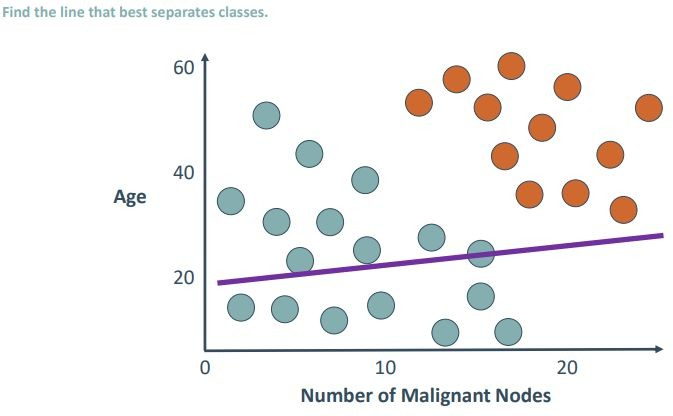 Find the line that best separates classes.
60
40
Age
20
0
10
20
Number of Malignant Nodes